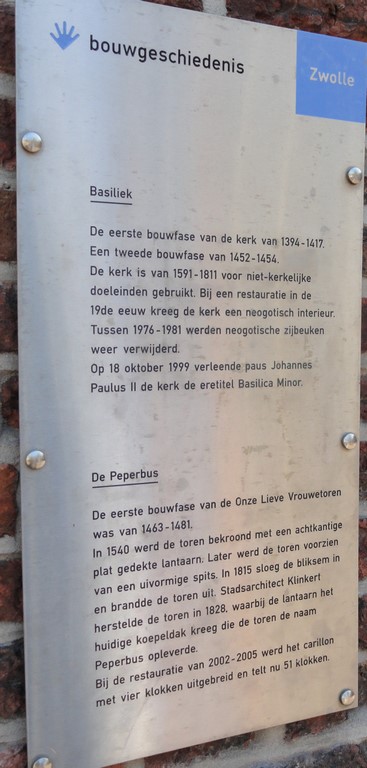 bouwgeschiedenis
Zwolle
Basiliek
De eerste bouwfase van de kerk van 1394-1417.
Een tweede bouwfase van 1452-1454.
De kerk is van 1591-1811 voor niet-kerkelijke
doeleinden gebruikt. Bij een restauratie in de
19de eeuw kreeg de kerk een neogotisch interieur.
Tussen 1976-1981 werden neogotische zijbeuken
weer verwijderd.
Op 18 oktober 1999 verleende paus Johannes
Paulus II de kerk de eretitel Basilica Minor.
De Peperbus
De eerste bouwfase van de Onze Lieve Vrouwetoren
was van 1463-1481.
In 1540 werd de toren bekroond met een achtkantige
plat gedekte lantaarn. Later werd de toren voorzien
van een uivormige spits. In 1815 sloeg de bliksem in
en brandde de toren uit. Stadsarchitect Klinkert
herstelde de toren in 1828, waarbij de lantaarn het
huidige koepeldak kreeg die de toren de naam
Peperbus opleverde.
Bij de restauratie van 2002-2005 werd het carillon
met vier klokken uitgebreid en telt nu 51 klokken.